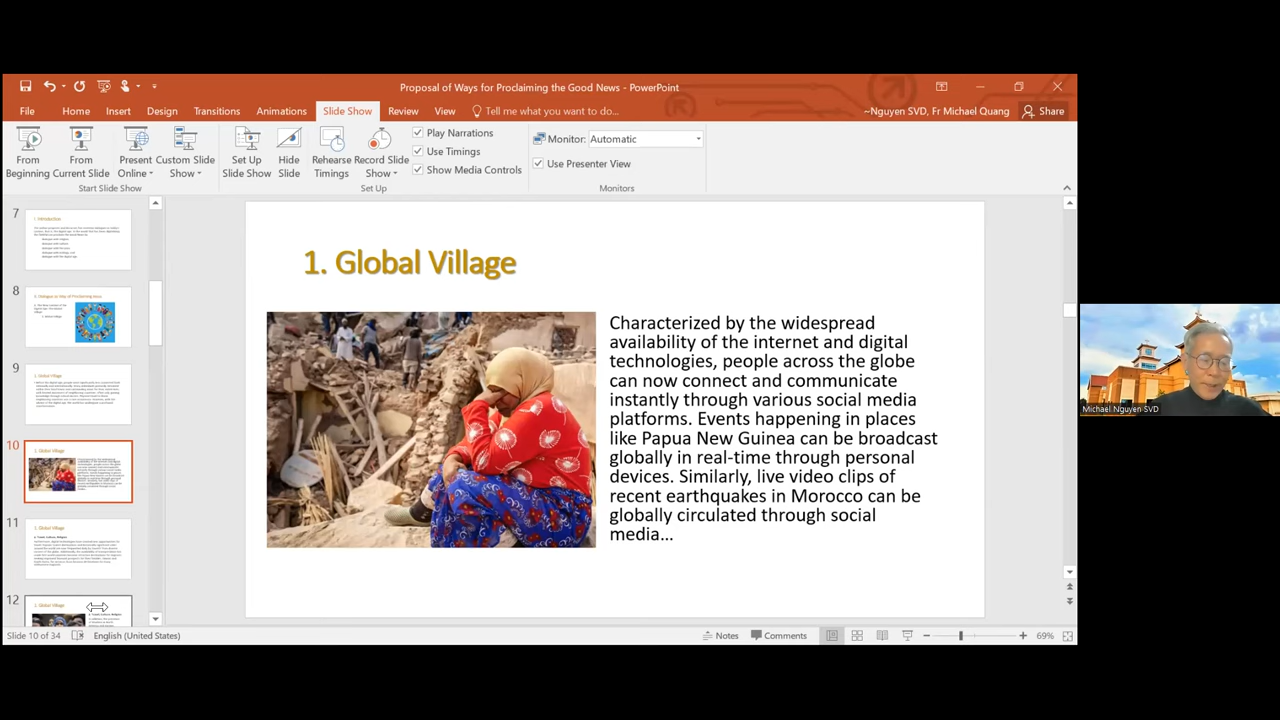 Proposal of Ways for Proclaiming the Good News - PowerPoint
File Home Insert Design Transitions Animations Slide Show Review View Tell me what you want to do... ~Nguyen SVD, Fr Michael Quang Share
From Beginning
From Current Slide
Present Online
Custom Slide Show
Set Up Slide Show
Hide Slide
Rehearse Timings
Record Slide Show
Play Narrations
Use Timings
Show Media Controls
Monitor: Automatic
Use Presenter View
Start Slide Show
Set Up
Monitors
7
8
9
10
11
12
1. Global Village
Characterized by the widespread
availability of the internet and digital
technologies, people across the globe
can now connect and communicate
instantly through various social media
platforms. Events happening in places
like Papua New Guinea can be broadcast
globally in real-time through personal
devices. Similarly, live video clips of
recent earthquakes in Morocco can be
globally circulated through social
media...
Michael Nguyen SVD
Slide 10 of 34 English (United States) Notes Comments 69%